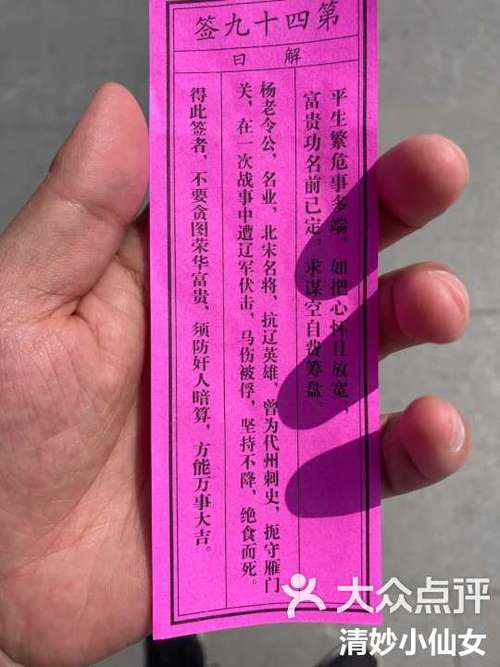 第四十九签
解曰
平生繁危事多端，如把心怀且放宽，
富贵功名前已定，求谋空自费筹盘。
杨老令公，名业，北宋名将，抗辽英雄，曾为代州刺史，扼守雁门
关，在一次战事中遭辽军伏击，马伤被俘，坚持不降，绝食而死。
得此签者，不要贪图荣华富贵，须防奸人暗算，方能万事大吉。
大众点评
清妙小仙女